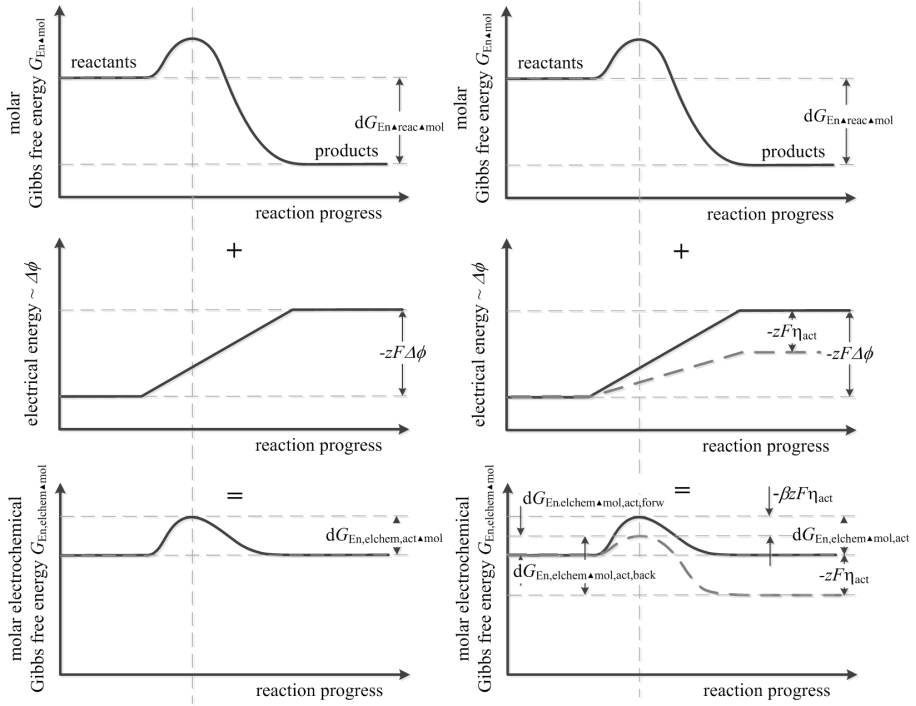 molar
Gibbs free energy G_En▲mol
reactants
dG_En▲reac▲mol
products
reaction progress
molar
Gibbs free energy G_En▲mol
reactants
dG_En▲reac▲mol
products
reaction progress
+
electrical energy ~ Δϕ
-zFΔϕ
reaction progress
+
electrical energy ~ Δϕ
-zFη_act
-zFΔϕ
reaction progress
=
molar electrochemical
Gibbs free energy G_En,elchem▲mol
dG_En,elchem,act▲mol
reaction progress
=
molar electrochemical
Gibbs free energy G_En,elchem▲mol
dG_En,elchem▲mol,act,forw
-βzFη_act
dG_En,elchem▲mol,act
dG_En,elchem▲mol,act,back
-zFη_act
reaction progress